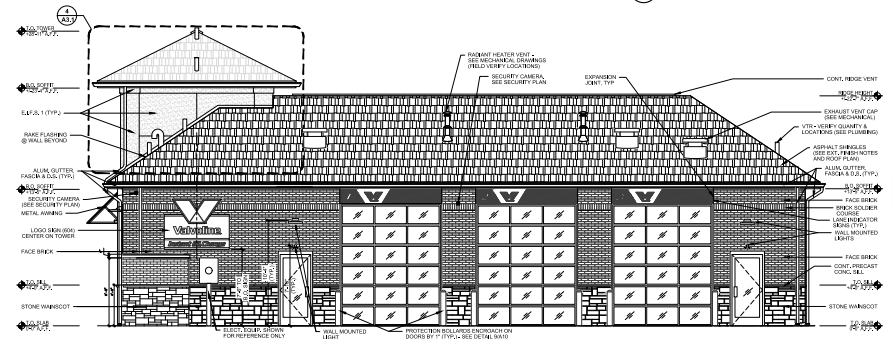 4
A3.1
T.O. TOWER
B.O. SOFFIT
E.I.F.S. 1 (TYP.)
RAKE FLASHING
@ WALL BEYOND
ALUM. GUTTER,
FASCIA & D.S. (TYP.)
B.O. SOFFIT
SECURITY CAMERA
(SEE SECURITY PLAN)
METAL AWNING
LOGO SIGN (604)
CENTER ON TOWER
FACE BRICK
T.O. SILL
STONE WAINSCOT
T.O. SLAB
RADIANT HEATER VENT -
SEE MECHANICAL DRAWINGS
(FIELD VERIFY LOCATIONS)
SECURITY CAMERA,
SEE SECURITY PLAN
EXPANSION
JOINT, TYP
CONT. RIDGE VENT
RIDGE HEIGHT
EXHAUST VENT CAP
(SEE MECHANICAL)
VTR - VERIFY QUANITY &
LOCATIONS (SEE PLUMBING)
ASPHALT SHINGLES
(SEE EXT. FINISH NOTES
AND ROOF PLAN)
ALUM. GUTTER,
FASCIA & D.S. (TYP.)
B.O. SOFFIT
FACE BRICK
BRICK SOLDIER
COURSE
LANE INDICATOR
SIGNS (TYP.)
WALL MOUNTED
LIGHTS
FACE BRICK
CONT. PRECAST
CONC. SILL
T.O. SILL
STONE WAINSCOT
T.O. SLAB
Valvoline
Instant Oil Change
ELECT. EQUIP. SHOWN
FOR REFERENCE ONLY
WALL MOUNTED
LIGHT
PROTECTION BOLLARDS ENCROACH ON
DOORS BY 1" (TYP.) - SEE DETAIL 9/A10